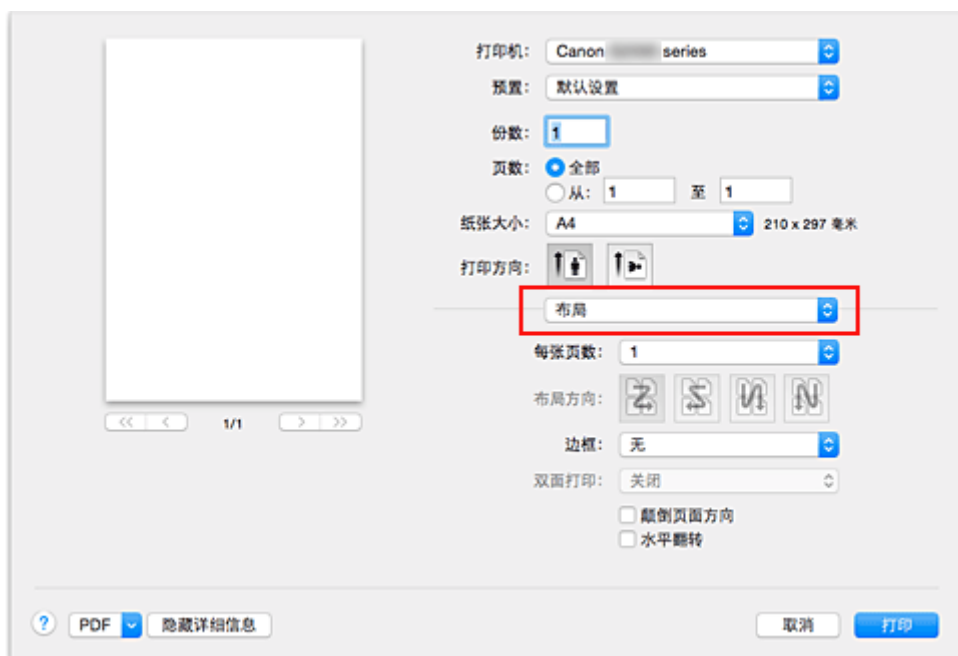 打印机： Canon series
预置： 默认设置
份数： 1
页数： 全部
从： 1 至 1
纸张大小： A4 210 x 297 毫米
打印方向：
布局
每张页数： 1
布局方向：
<< < 1/1 > >>
边框： 无
双面打印： 关闭
颠倒页面方向
水平翻转
? PDF 隐藏详细信息 取消 打印